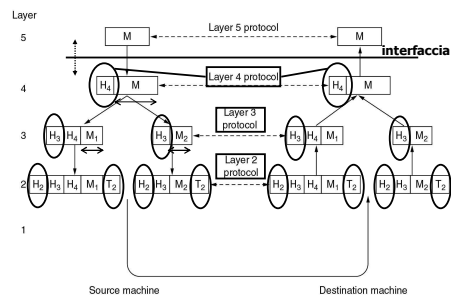 Layer
5
M
Layer 5 protocol
M
interfaccia
4
H4 M
Layer 4 protocol
H4 M
3
H3 H4 M1
H3 M2
Layer 3
protocol
H3 H4 M1
H3 M2
2
H2 H3 H4 M1 T2
H2 H3 M2 T2
Layer 2
protocol
H2 H3 H4 M1 T2
H2 H3 M2 T2
1
Source machine
Destination machine